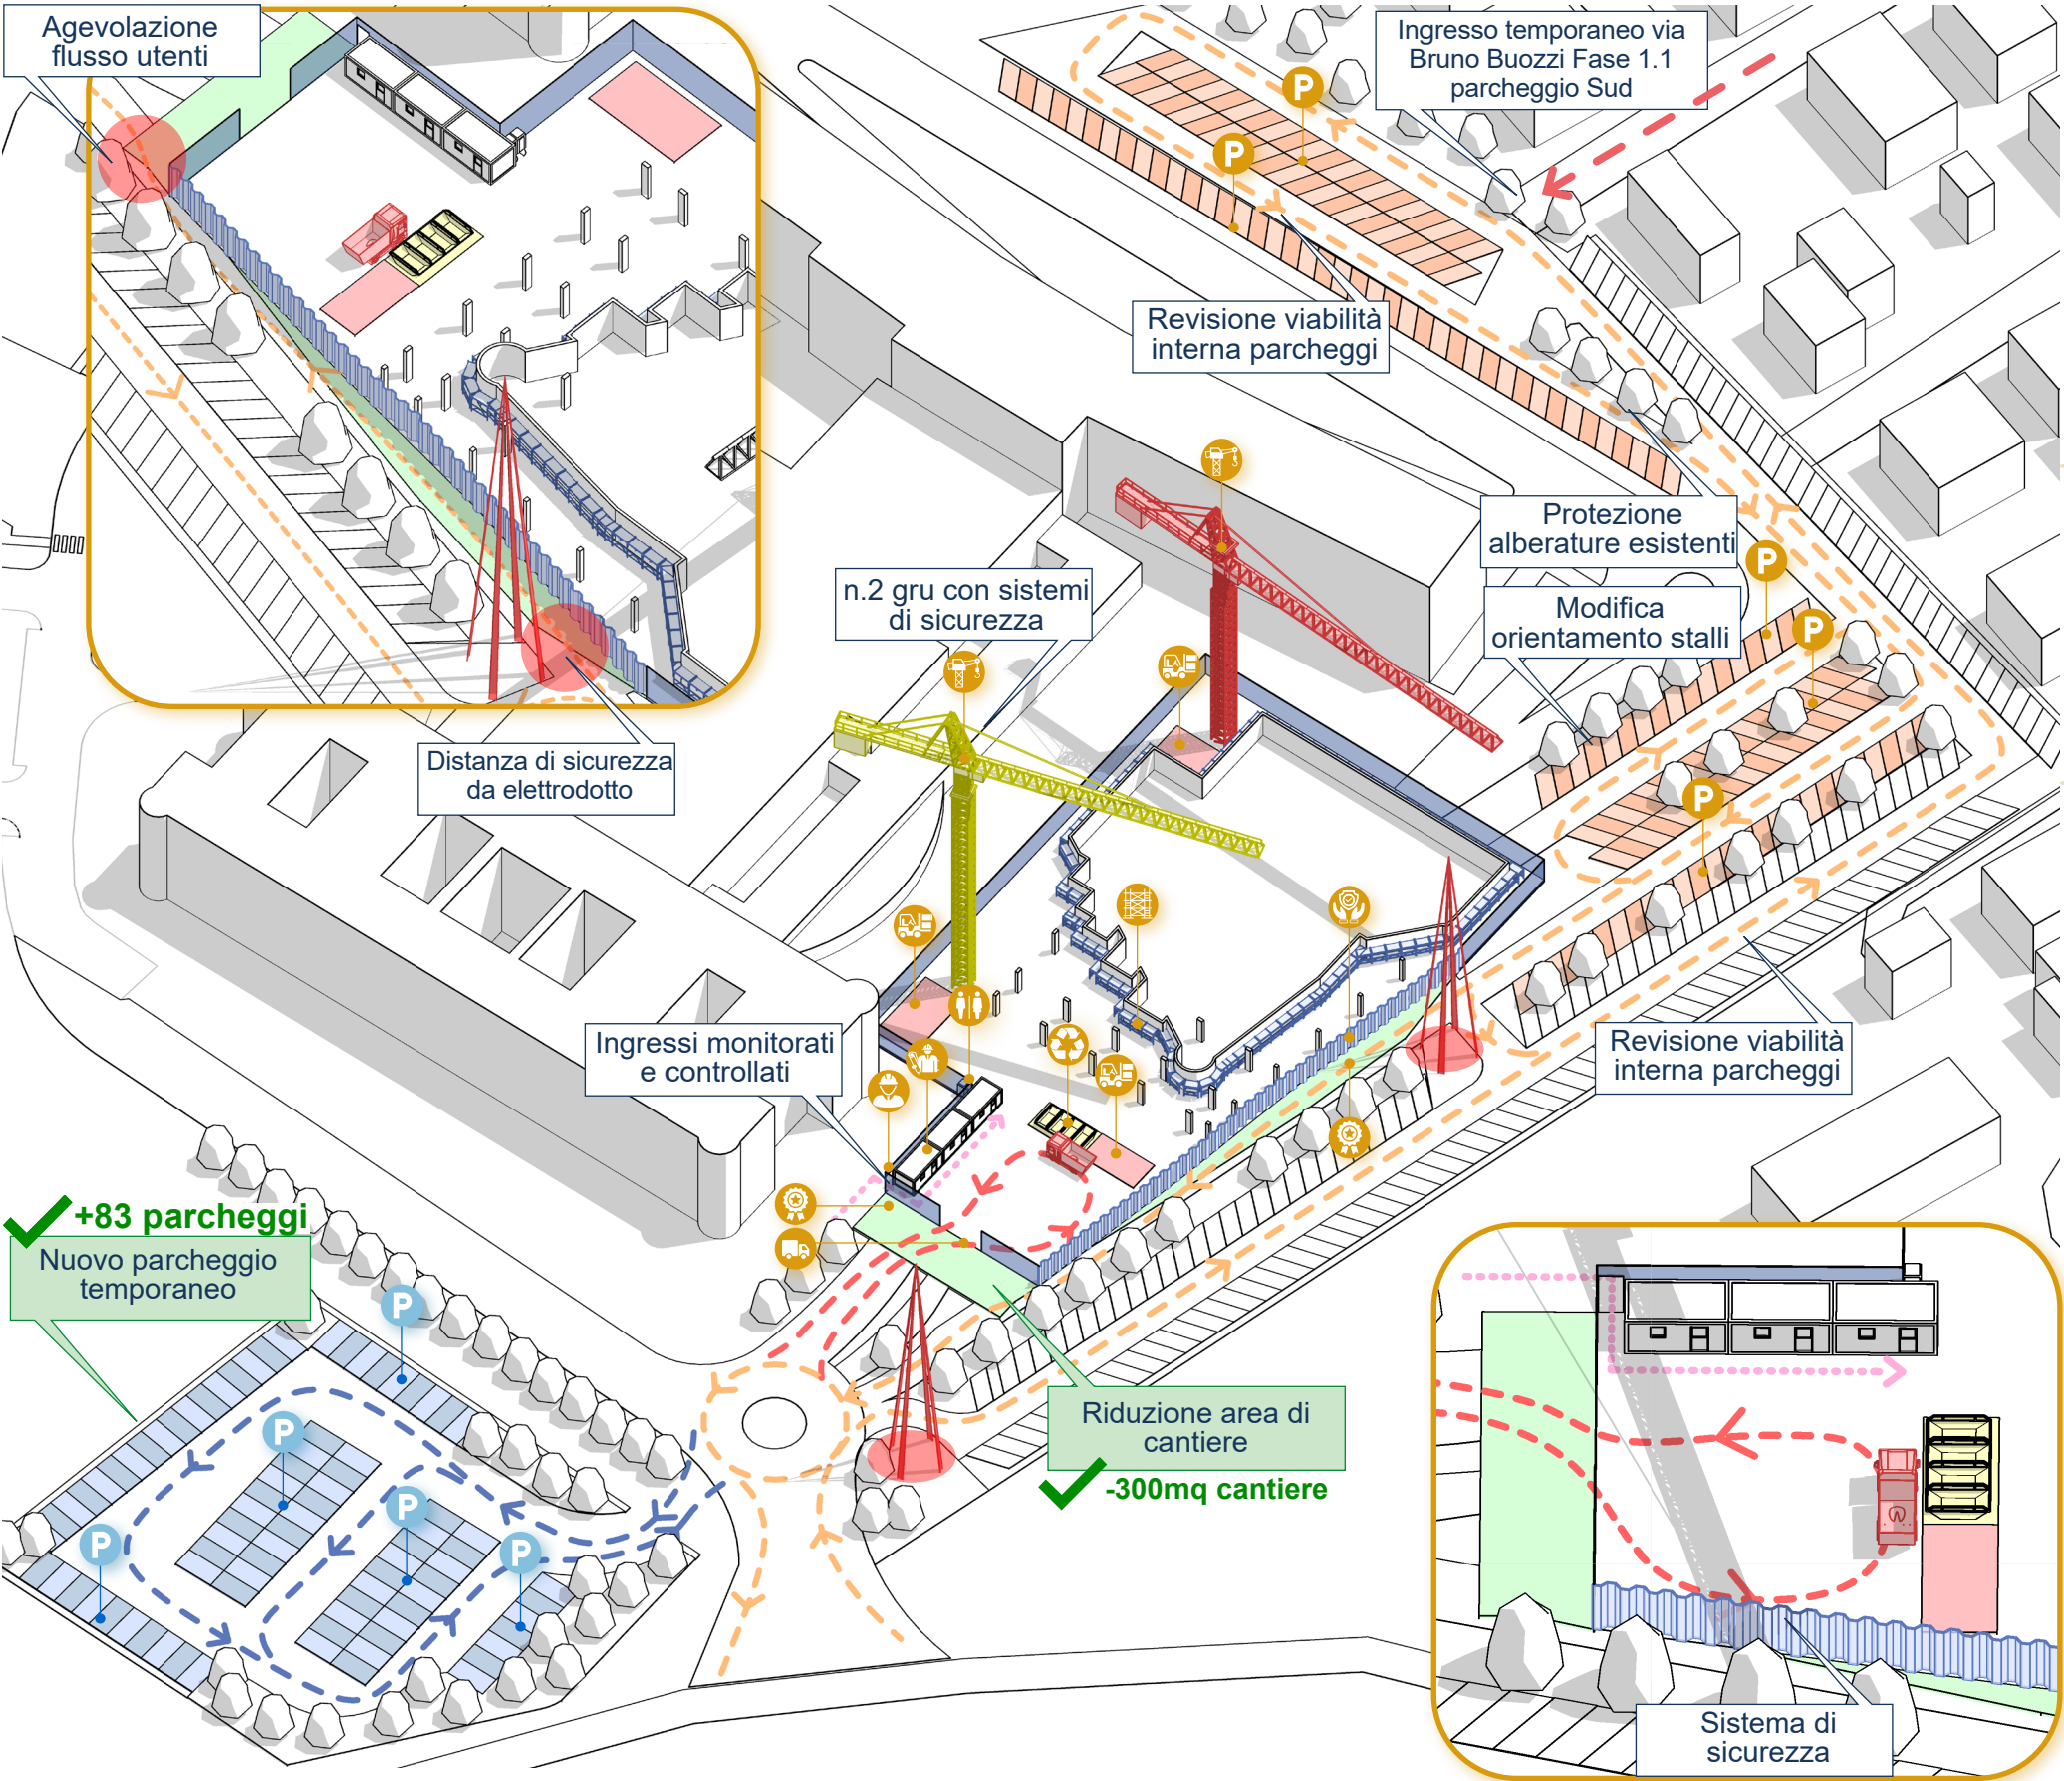 Agevolazione
flusso utenti
Ingresso temporaneo via
Bruno Buozzi Fase 1.1
parcheggio Sud
P
P
Revisione viabilità
interna parcheggi
Protezione
alberature esistenti
P
Modifica
orientamento stalli
P
n.2 gru con sistemi
di sicurezza
Distanza di sicurezza
da elettrodotto
P
Ingressi monitorati
e controllati
Revisione viabilità
interna parcheggi
+83 parcheggi
Nuovo parcheggio
temporaneo
P
P
P
P
P
Riduzione area di
cantiere
-300mq cantiere
Sistema di
sicurezza